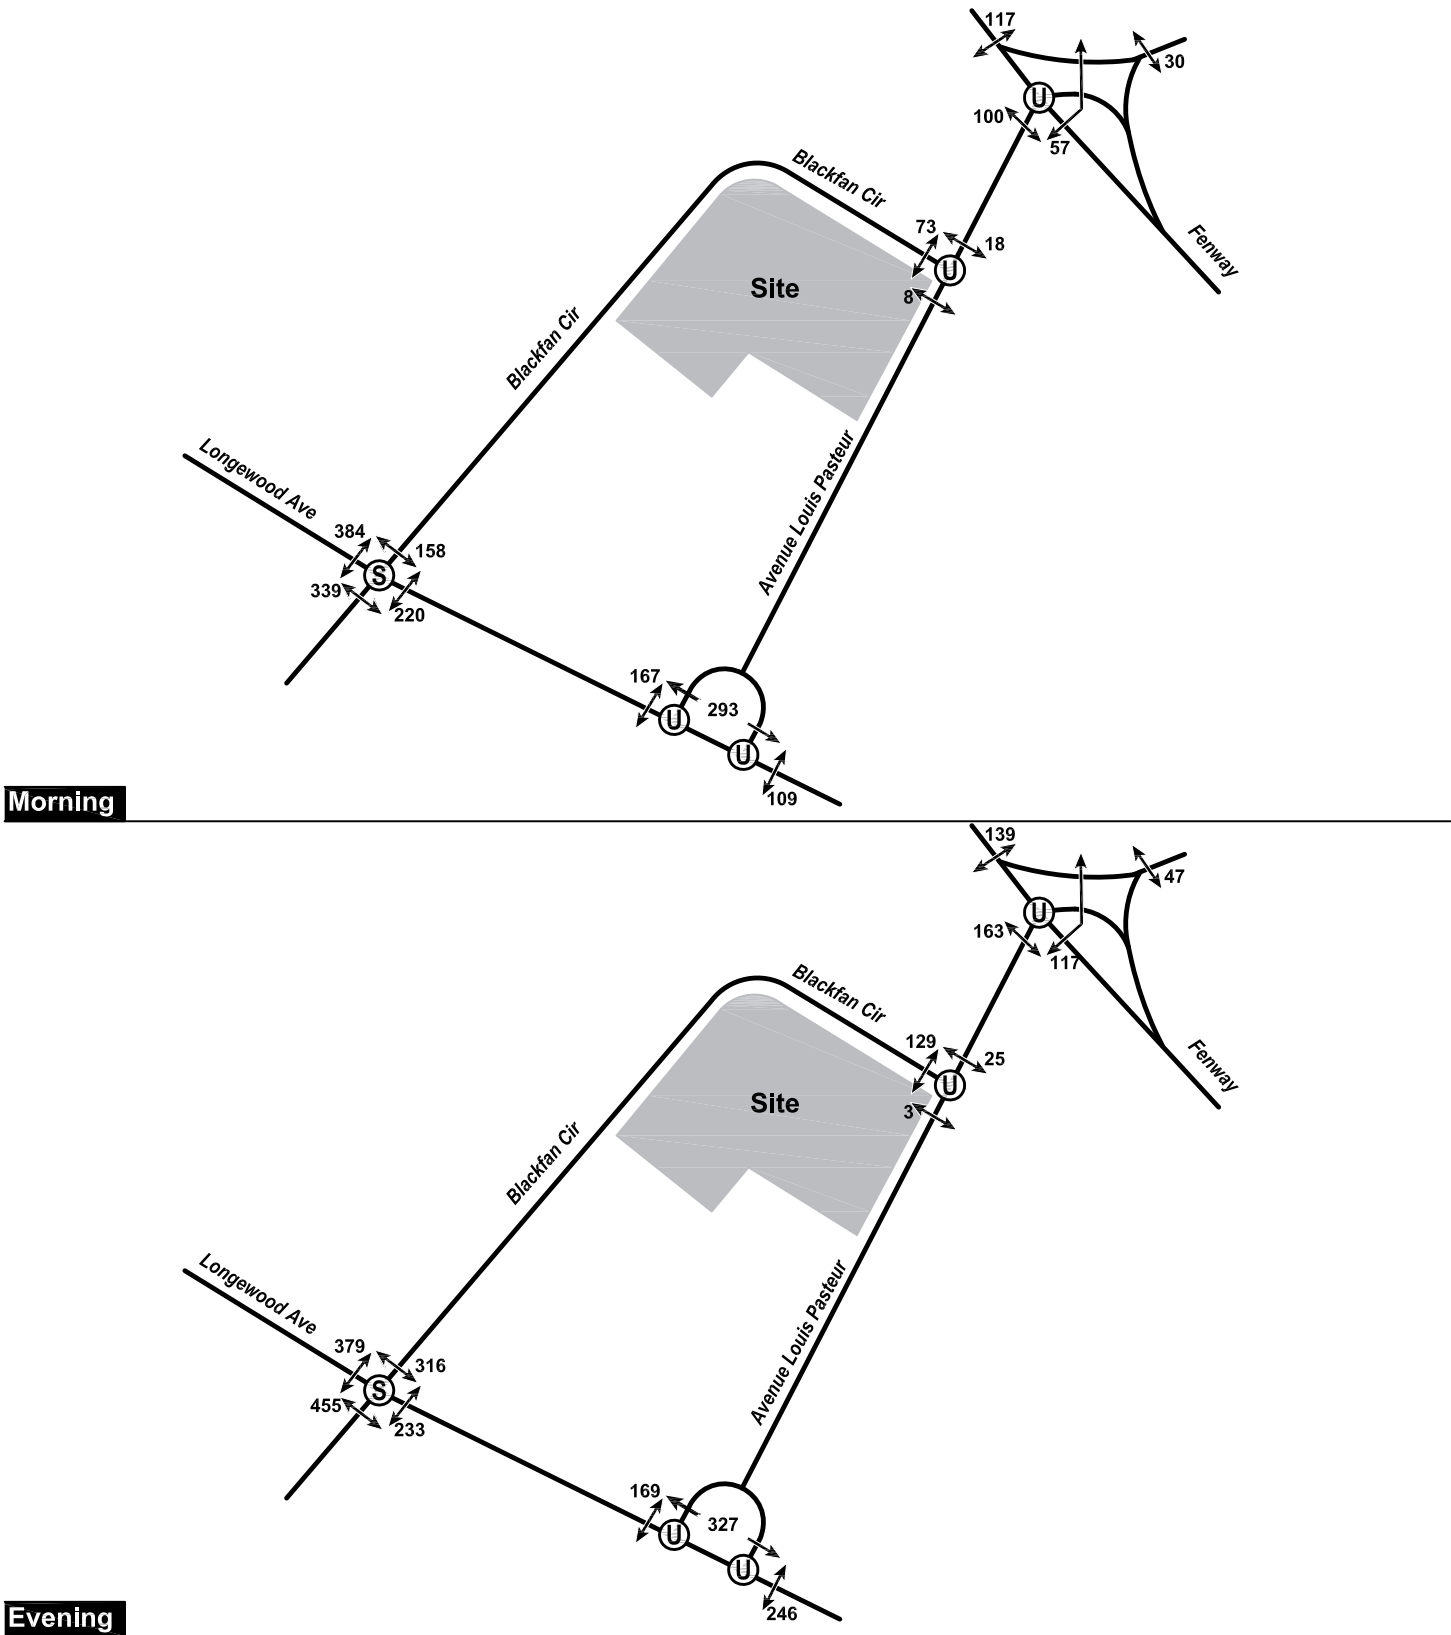 117
30
100
57
Blackfan Cir
73
18
Fenway
8
Site
Blackfan Cir
Longewood Ave
Avenue Louis Pasteur
384
158
339
220
167
293
109
U
U
S
U
U
Morning
139
47
163
117
Blackfan Cir
129
25
Fenway
3
Site
Blackfan Cir
Longewood Ave
Avenue Louis Pasteur
379
316
455
233
169
327
246
U
U
S
U
U
Evening